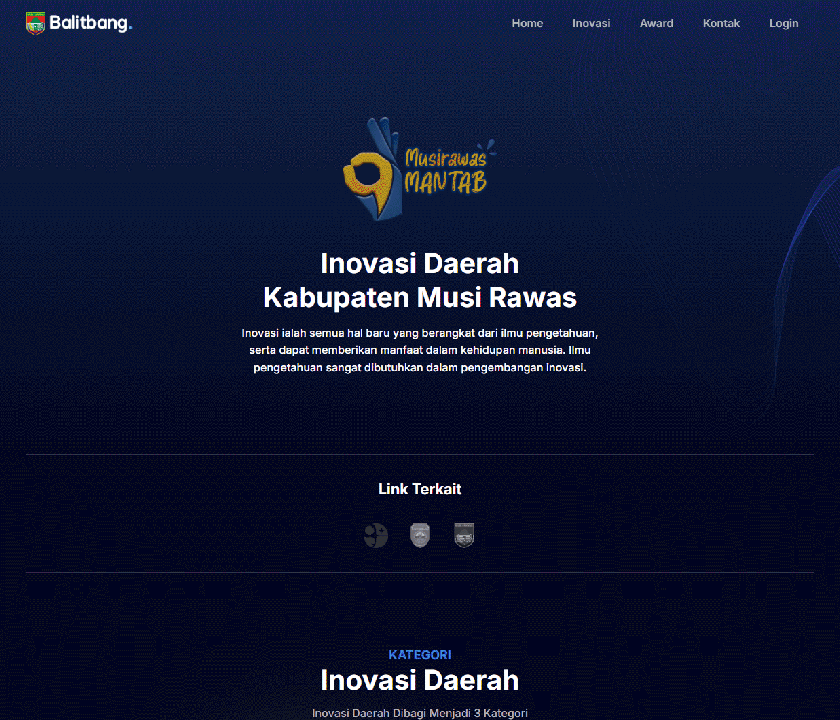 Balitbang.
Home
Inovasi
Award
Kontak
Login
Musirawas
MANTAB
Inovasi Daerah
Kabupaten Musi Rawas
Inovasi ialah semua hal baru yang berangkat dari ilmu pengetahuan,
serta dapat memberikan manfaat dalam kehidupan manusia. Ilmu
pengetahuan sangat dibutuhkan dalam pengembangan inovasi.
Link Terkait
KATEGORI
Inovasi Daerah
Inovasi Daerah Dibagi Menjadi 3 Kategori